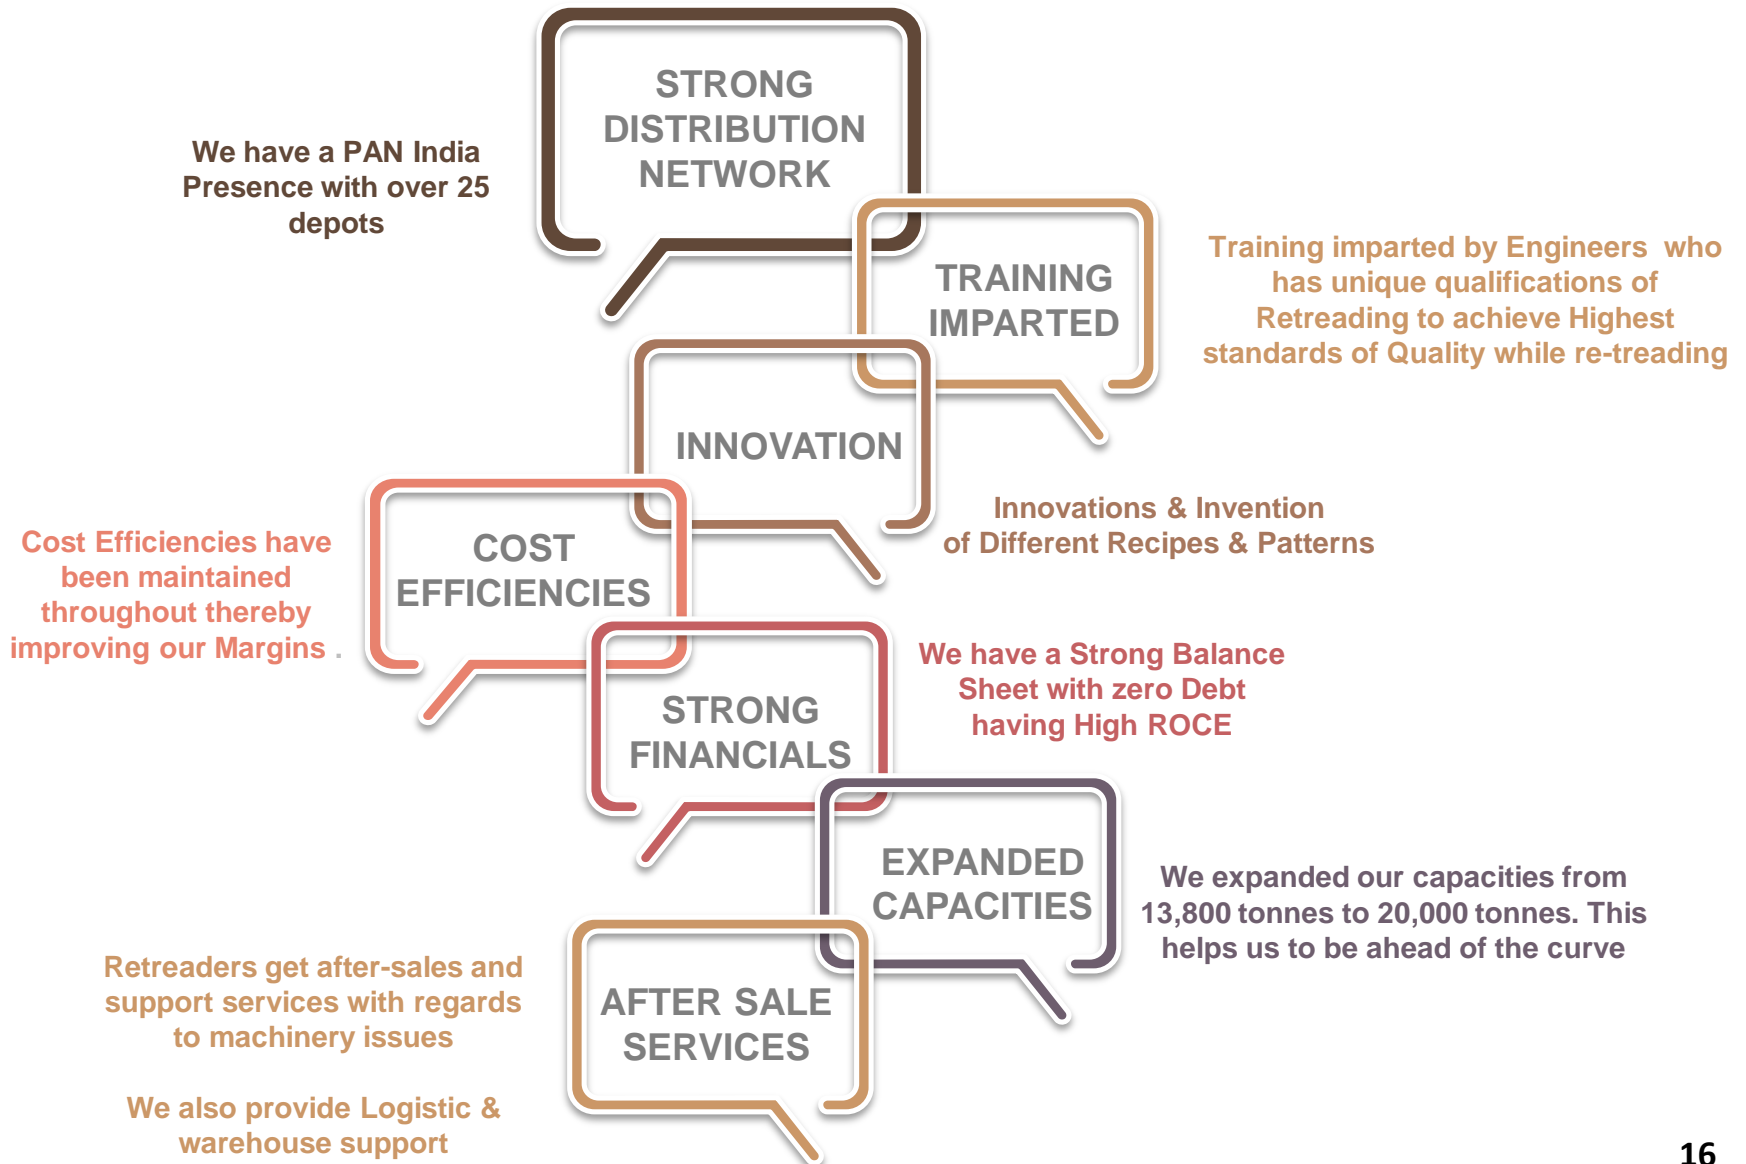 STRONG
DISTRIBUTION
NETWORK
We have a PAN India
Presence with over 25
depots
TRAINING
IMPARTED
Training imparted by Engineers  who
has unique qualifications of
Retreading to achieve Highest
standards of Quality while re-treading
INNOVATION
Innovations & Invention
of Different Recipes & Patterns
COST
EFFICIENCIES
Cost Efficiencies have
been maintained
throughout thereby
improving our Margins .
STRONG
FINANCIALS
We have a Strong Balance
Sheet with zero Debt
having High ROCE
EXPANDED
CAPACITIES
We expanded our capacities from
13,800 tonnes to 20,000 tonnes. This
helps us to be ahead of the curve
AFTER SALE
SERVICES
Retreaders get after-sales and
support services with regards
to machinery issues
We also provide Logistic &
warehouse support
16